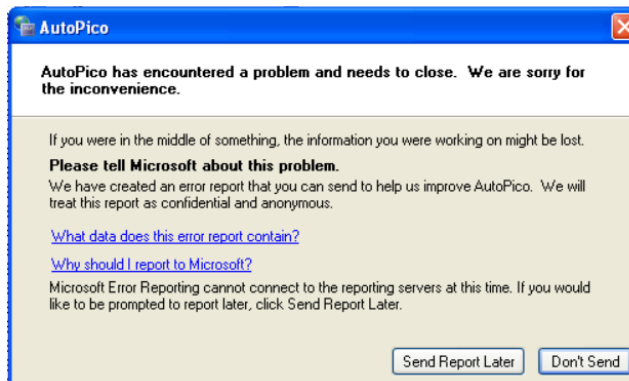 AutoPico
AutoPico has encountered a problem and needs to close. We are sorry for
the inconvenience.
If you were in the middle of something, the information you were working on might be lost.
Please tell Microsoft about this problem.
We have created an error report that you can send to help us improve AutoPico. We will
treat this report as confidential and anonymous.
What data does this error report contain?
Why should I report to Microsoft?
Microsoft Error Reporting cannot connect to the reporting servers at this time. If you would
like to be prompted to report later, click Send Report Later.
Send Report Later Don't Send